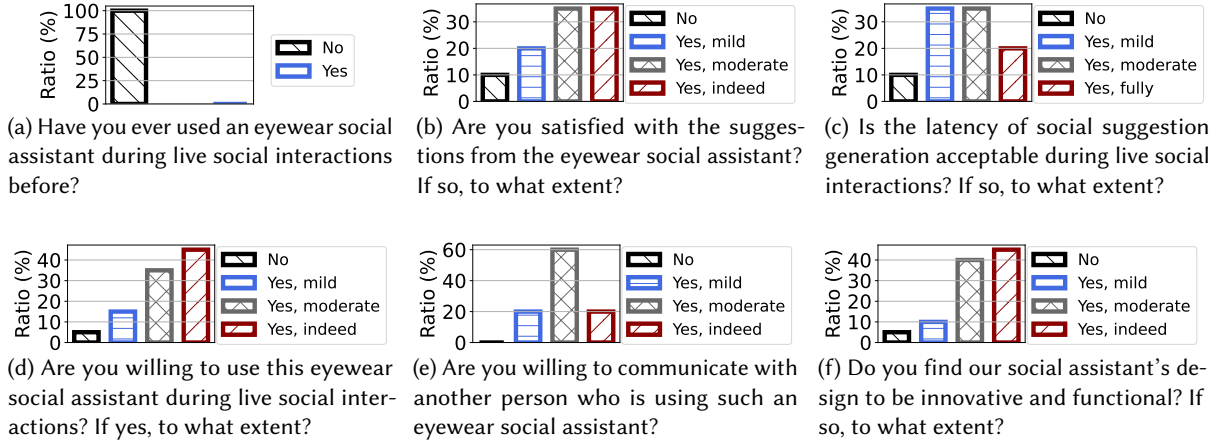 Ratio (%)
100
75
50
25
0
No
Yes
(a) Have you ever used an eyewear social
assistant during live social interactions
before?
Ratio (%)
30
20
10
0
No
Yes, mild
Yes, moderate
Yes, indeed
(b) Are you satisfied with the sugges-
tions from the eyewear social assistant?
If so, to what extent?
Ratio (%)
30
20
10
0
No
Yes, mild
Yes, moderate
Yes, fully
(c) Is the latency of social suggestion
generation acceptable during live social
interactions? If so, to what extent?
Ratio (%)
40
30
20
10
0
No
Yes, mild
Yes, moderate
Yes, indeed
(d) Are you willing to use this eyewear
social assistant during live social inter-
actions? If yes, to what extent?
Ratio (%)
60
40
20
0
No
Yes, mild
Yes, moderate
Yes, indeed
(e) Are you willing to communicate with
another person who is using such an
eyewear social assistant?
Ratio (%)
40
30
20
10
0
No
Yes, mild
Yes, moderate
Yes, indeed
(f) Do you find our social assistant's de-
sign to be innovative and functional? If
so, to what extent?